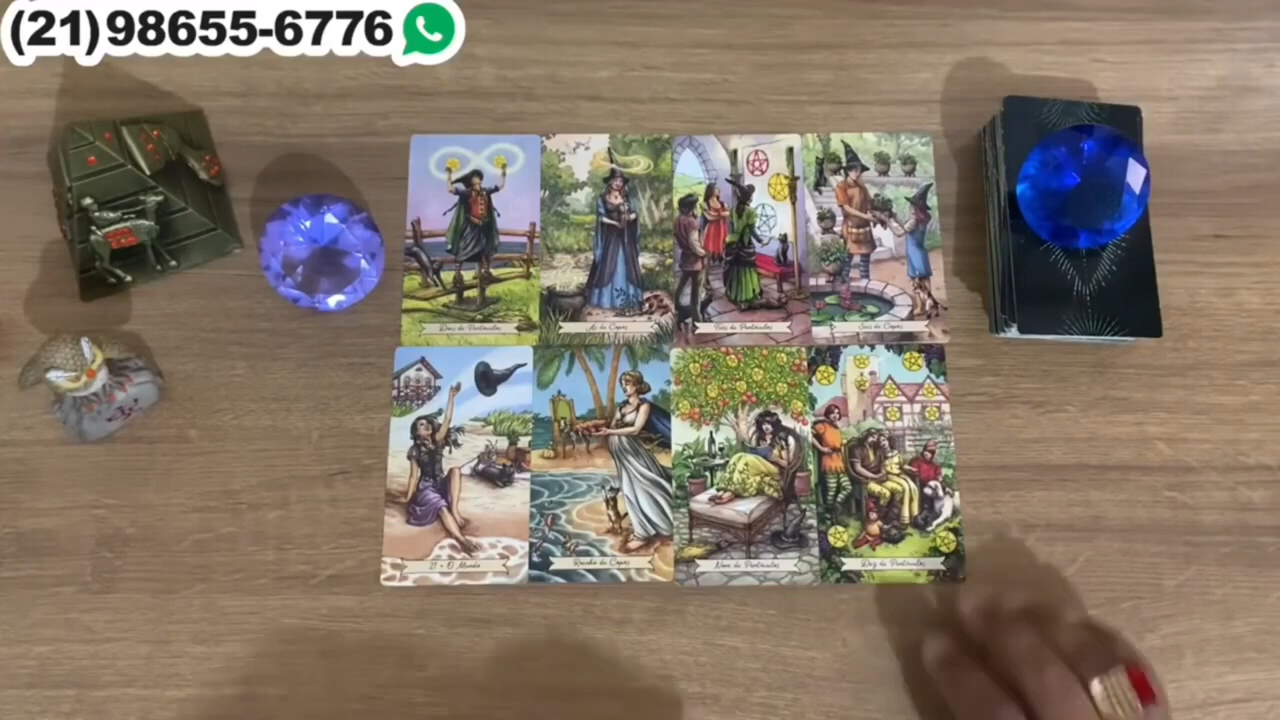 (21)98655-6776
Dois de Pentáculos
Ás de Copas
Três de Pentáculos
Seis de Copas
21 • O Mundo
Rainha de Copas
Nove de Pentáculos
Dez de Pentáculos